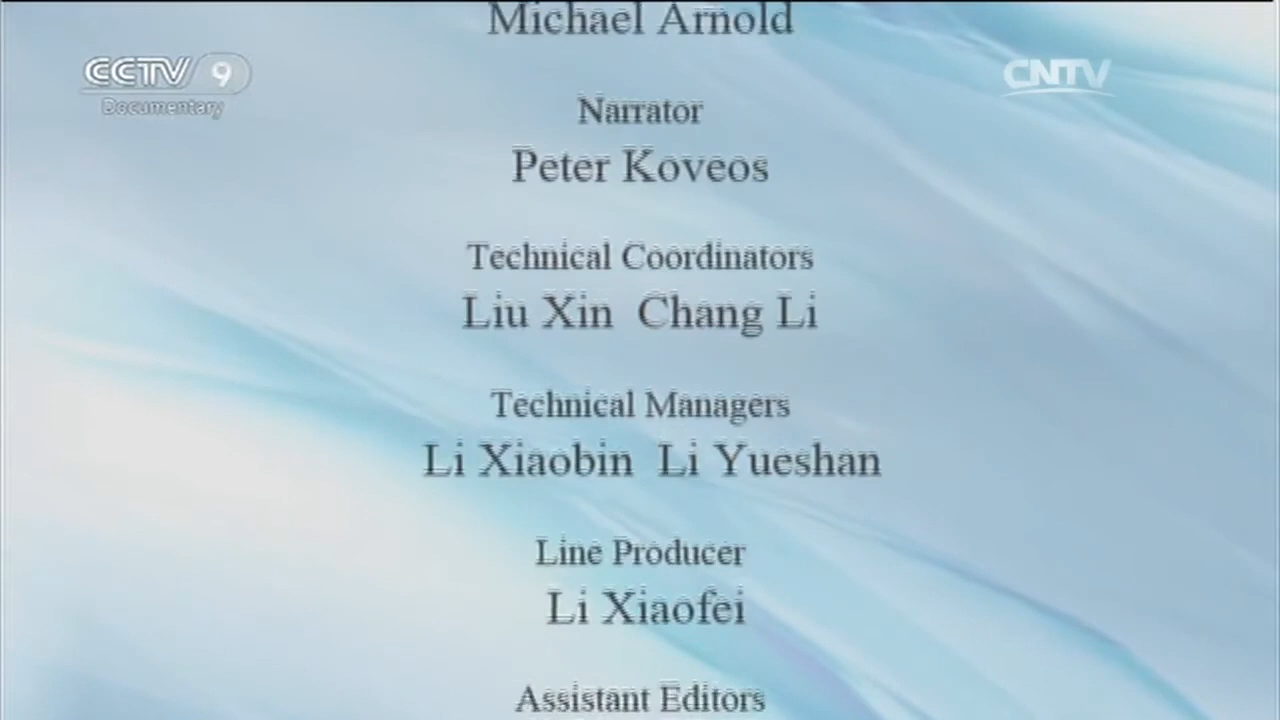 Michael Arnold
CCTV 9
Documentary
CNTV
Narrator
Peter Koveos
Technical Coordinators
Liu Xin Chang Li
Technical Managers
Li Xiaobin Li Yueshan
Line Producer
Li Xiaofei
Assistant Editors